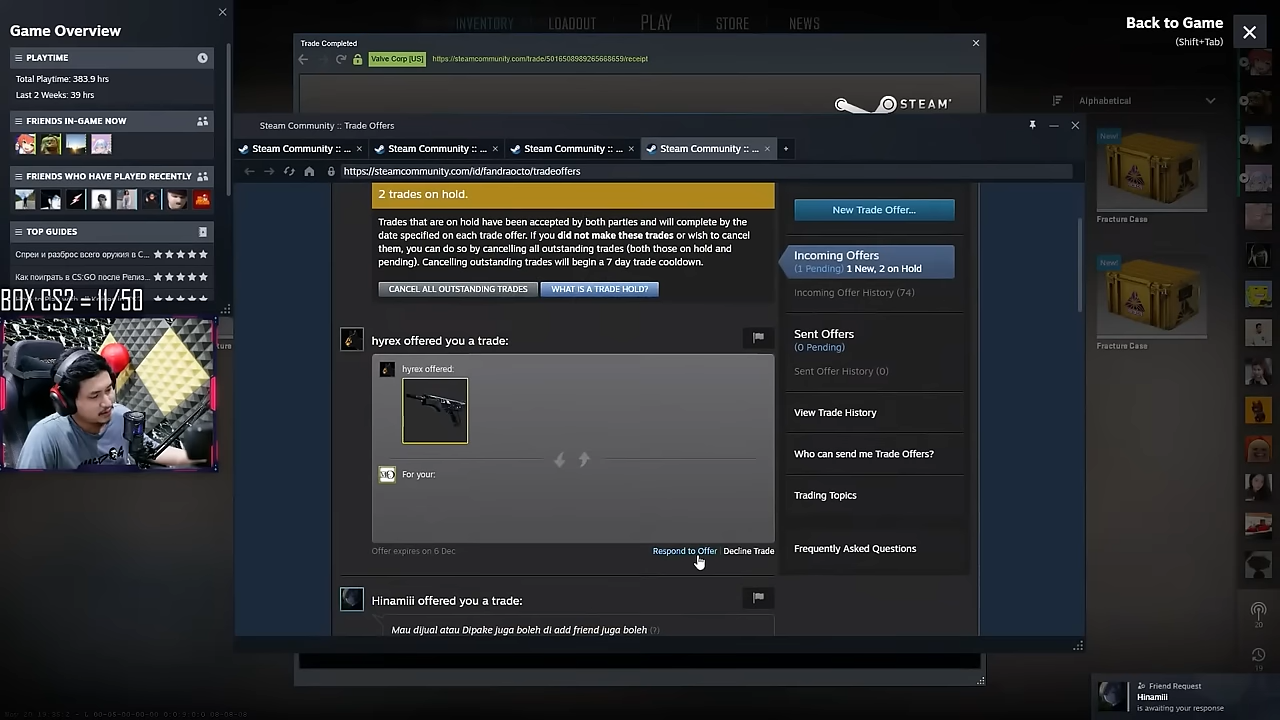 Game Overview
PLAYTIME
Total Playtime: 383.9 hrs
Last 2 Weeks: 39 hrs
FRIENDS IN-GAME NOW
FRIENDS WHO HAVE PLAYED RECENTLY
TOP GUIDES
Спреи и разброс всего оружия в C...
Как поиграть в CS:GO после Релиз...
BOX CS2 = 11/50
INVENTORY
LOADOUT
PLAY
STORE
NEWS
Back to Game
(Shift+Tab)
Trade Completed
Valve Corp [US]
https://steamcommunity.com/trade/5016508989265668659/receipt
STEAM
Alphabetical
Steam Community :: Trade Offers
Steam Community :: ...
Steam Community :: ...
Steam Community :: ...
Steam Community :: ...
https://steamcommunity.com/id/fandraocto/tradeoffers
2 trades on hold.
Trades that are on hold have been accepted by both parties and will complete by the
date specified on each trade offer. If you did not make these trades or wish to cancel
them, you can do so by cancelling all outstanding trades (both those on hold and
pending). Cancelling outstanding trades will begin a 7 day trade cooldown.
CANCEL ALL OUTSTANDING TRADES
WHAT IS A TRADE HOLD?
hyrex offered you a trade:
hyrex offered:
For your:
Offer expires on 6 Dec
Respond to Offer
Decline Trade
Hinamiii offered you a trade:
Mau dijual atau Dipake juga boleh di add friend juga boleh (?)
New Trade Offer...
Incoming Offers
(1 Pending) 1 New, 2 on Hold
Incoming Offer History (74)
Sent Offers
(0 Pending)
Sent Offer History (0)
View Trade History
Who can send me Trade Offers?
Trading Topics
Frequently Asked Questions
New!
Fracture Case
New!
Fracture Case
20
19
Friend Request
Hinamiii
is awaiting your response